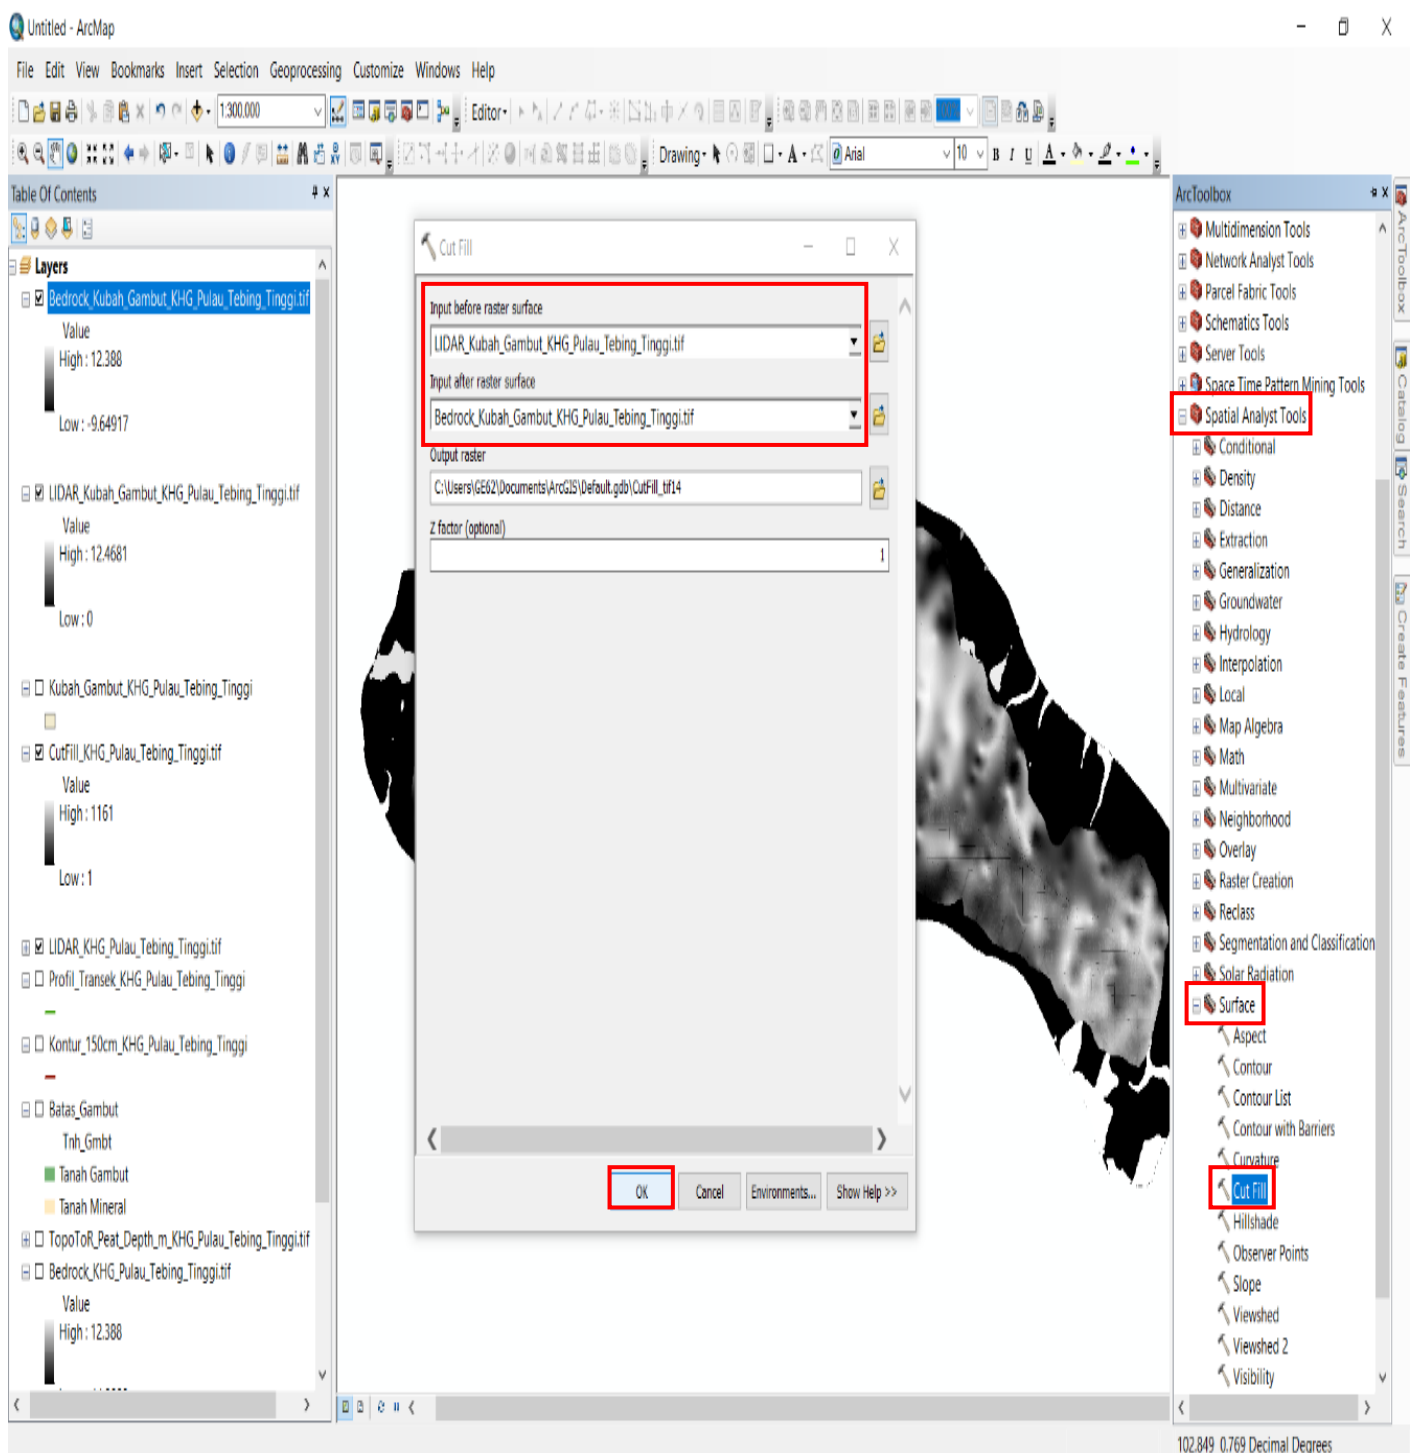 Untitled - ArcMap
File Edit View Bookmarks Insert Selection Geoprocessing Customize Windows Help
1:300.000
Editor
100%
Drawing
Arial
10
B I U A
Table Of Contents
Layers
Bedrock_Kubah_Gambut_KHG_Pulau_Tebing_Tinggi.tif
Value
High : 12.388
Low : -9.64917
LIDAR_Kubah_Gambut_KHG_Pulau_Tebing_Tinggi.tif
Value
High : 12.4681
Low : 0
Kubah_Gambut_KHG_Pulau_Tebing_Tinggi
CutFill_KHG_Pulau_Tebing_Tinggi.tif
Value
High : 1161
Low : 1
LIDAR_KHG_Pulau_Tebing_Tinggi.tif
Profil_Transek_KHG_Pulau_Tebing_Tinggi
Kontur_150cm_KHG_Pulau_Tebing_Tinggi
Batas_Gambut
Tnh_Gmbt
Tanah Gambut
Tanah Mineral
TopoToR_Peat_Depth_m_KHG_Pulau_Tebing_Tinggi.tif
Bedrock_KHG_Pulau_Tebing_Tinggi.tif
Value
High : 12.388
Cut Fill
Input before raster surface
LIDAR_Kubah_Gambut_KHG_Pulau_Tebing_Tinggi.tif
Input after raster surface
Bedrock_Kubah_Gambut_KHG_Pulau_Tebing_Tinggi.tif
Output raster
C:\Users\GE62\Documents\ArcGIS\Default.gdb\CutFill_tif14
Z factor (optional)
1
OK
Cancel
Environments...
Show Help >>
ArcToolbox
Multidimension Tools
Network Analyst Tools
Parcel Fabric Tools
Schematics Tools
Server Tools
Space Time Pattern Mining Tools
Spatial Analyst Tools
Conditional
Density
Distance
Extraction
Generalization
Groundwater
Hydrology
Interpolation
Local
Map Algebra
Math
Multivariate
Neighborhood
Overlay
Raster Creation
Reclass
Segmentation and Classification
Solar Radiation
Surface
Aspect
Contour
Contour List
Contour with Barriers
Curvature
Cut Fill
Hillshade
Observer Points
Slope
Viewshed
Viewshed 2
Visibility
ArcToolbox
Catalog
Search
Create Features
102.849 0.769 Decimal Degrees